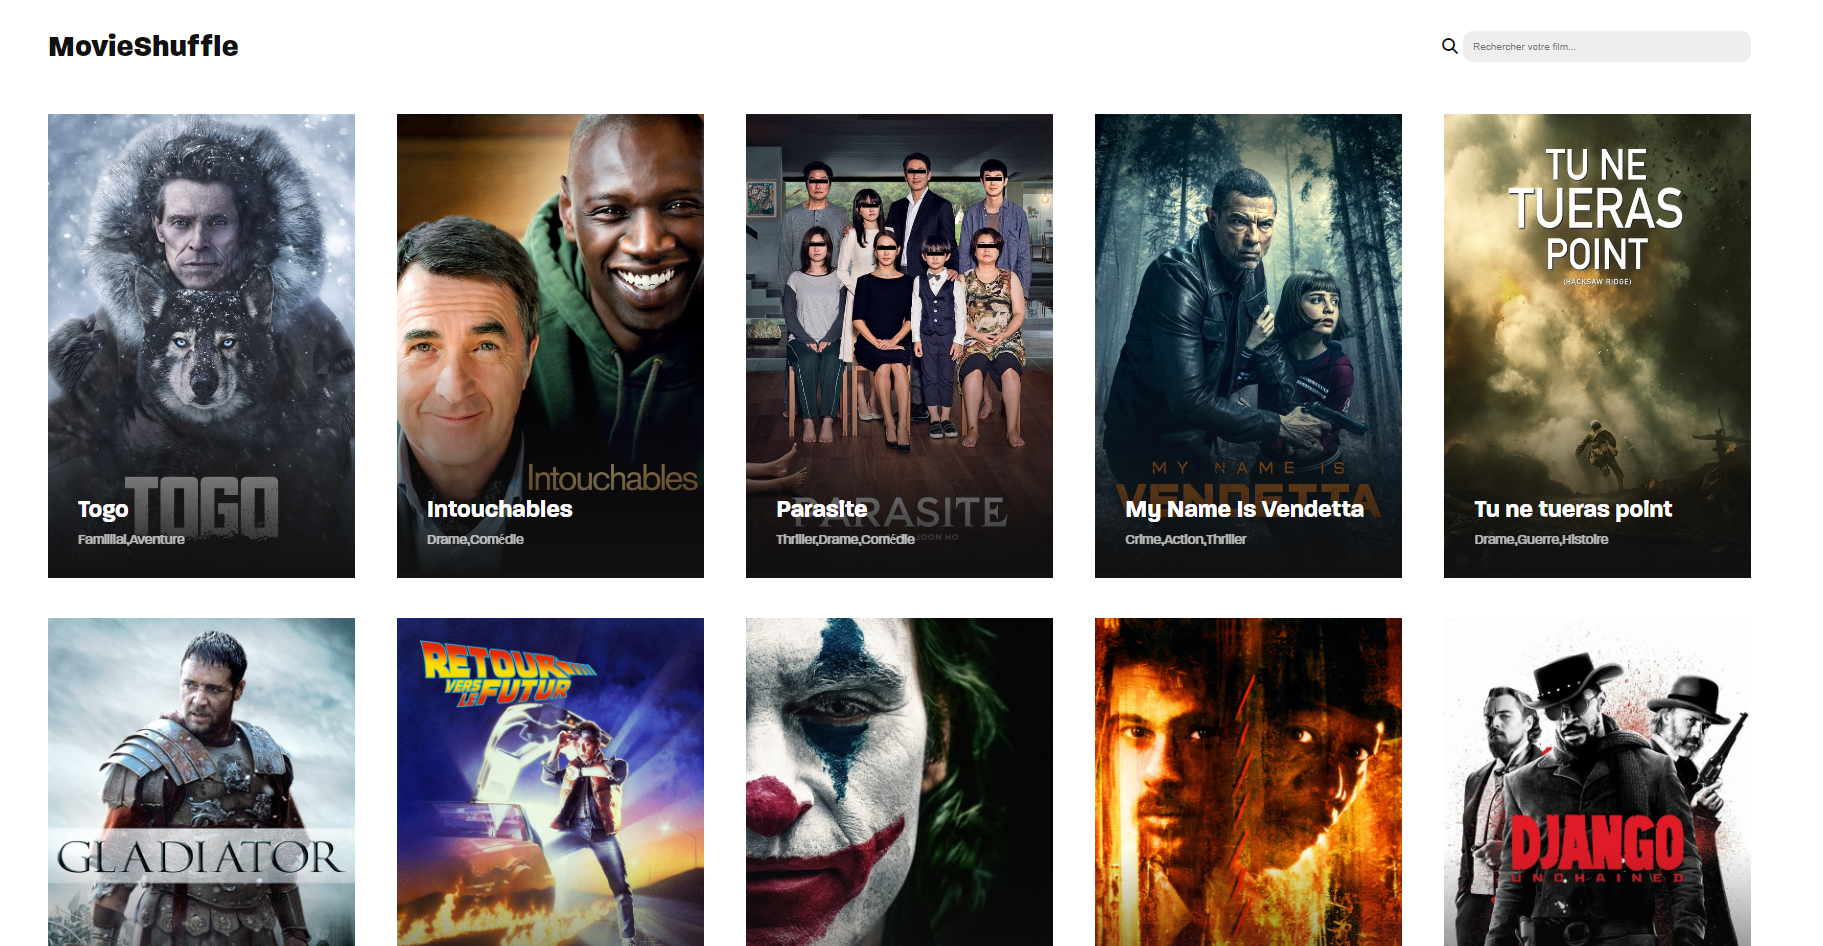 MovieShuffle
Rechercher votre film...
TU NE
TUERAS
POINT
(HACKSAW RIDGE)
Intouchables
MY NAME IS
VENDETTA
TOGO
PARASITE
JOON HO
Togo
Familial,Aventure
Intouchables
Drame,Comédie
Parasite
Thriller,Drame,Comédie
My Name Is Vendetta
Crime,Action,Thriller
Tu ne tueras point
Drame,Guerre,Histoire
RETOUR
VERS
LE FUTUR
GLADIATOR
DJANGO
UNCHAINED